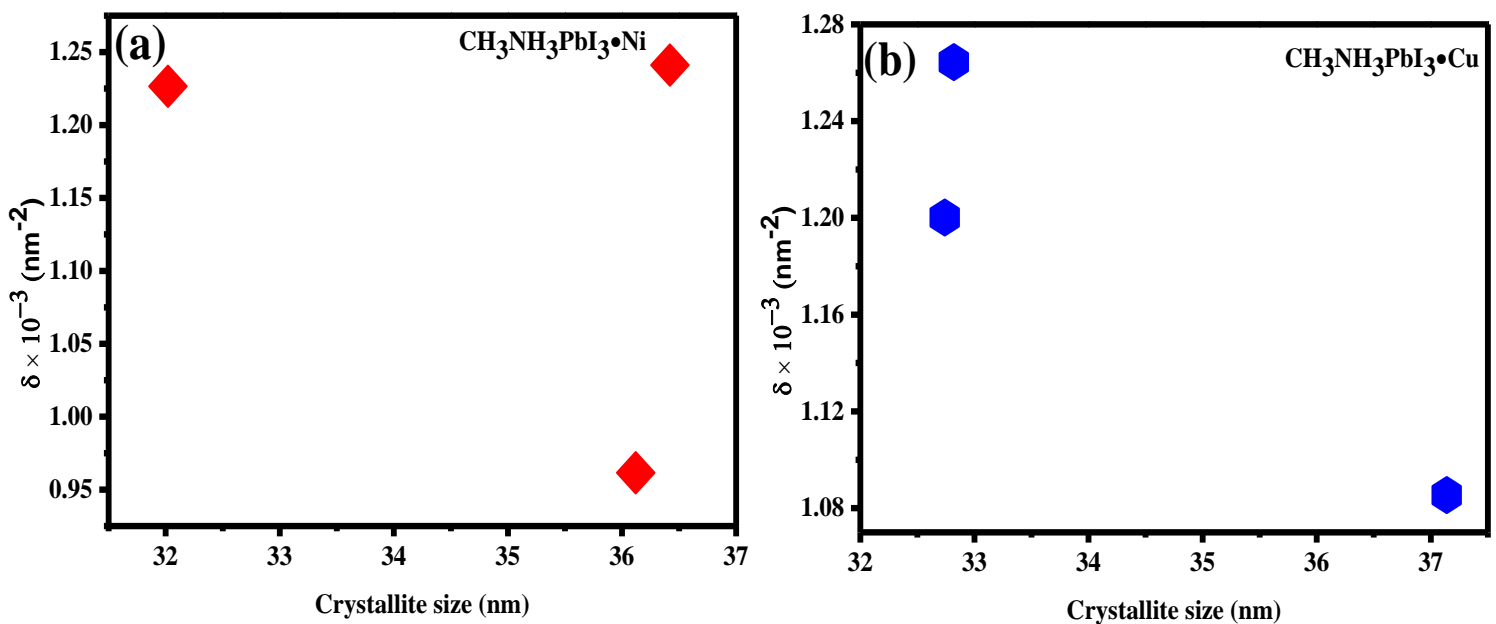 (a)
CH₃NH₃PbI₃•Ni
1.25
1.20
1.15
1.10
1.05
1.00
0.95
δ × 10⁻³ (nm⁻²)
32 33 34 35 36 37
Crystallite size (nm)
(b)
CH₃NH₃PbI₃•Cu
1.28
1.24
1.20
1.16
1.12
1.08
δ × 10⁻³ (nm⁻²)
32 33 34 35 36 37
Crystallite size (nm)